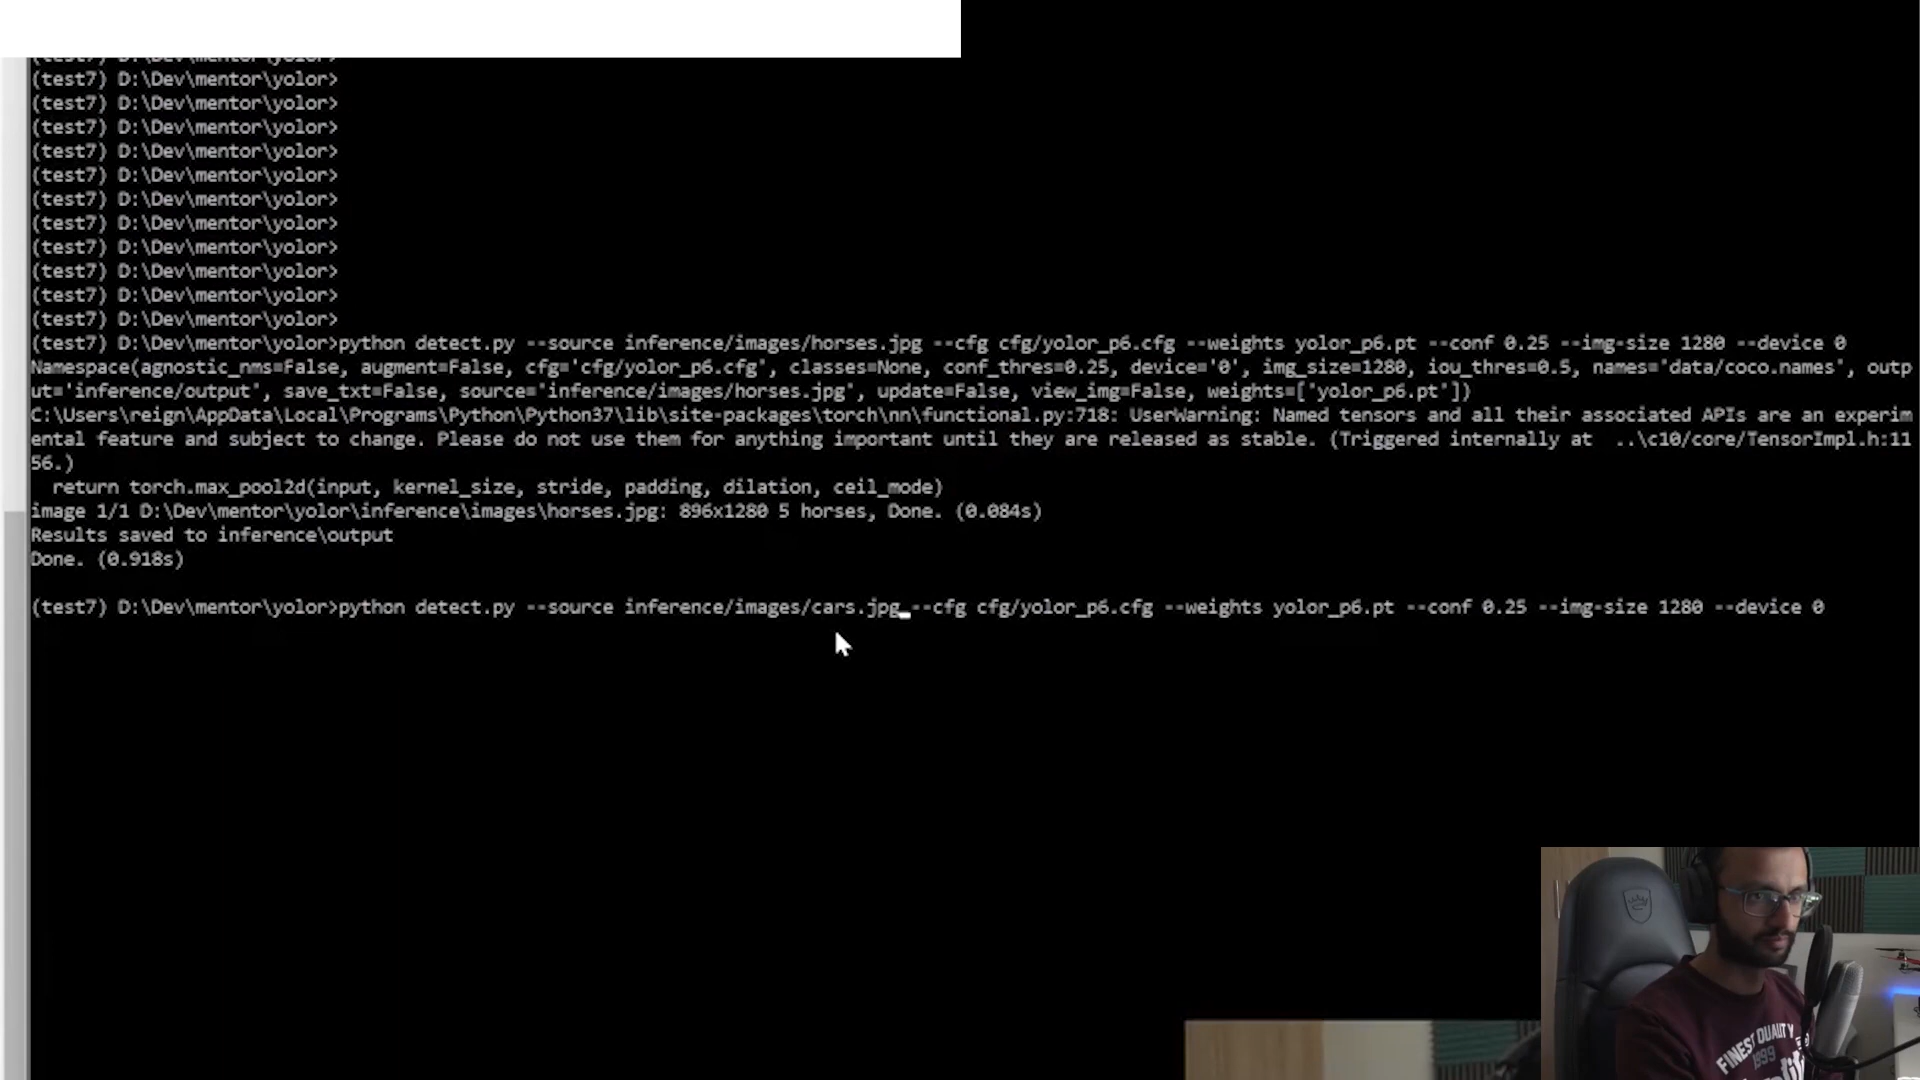 (test7) D:\Dev\mentor\yolor>
(test7) D:\Dev\mentor\yolor>
(test7) D:\Dev\mentor\yolor>
(test7) D:\Dev\mentor\yolor>
(test7) D:\Dev\mentor\yolor>
(test7) D:\Dev\mentor\yolor>
(test7) D:\Dev\mentor\yolor>
(test7) D:\Dev\mentor\yolor>
(test7) D:\Dev\mentor\yolor>
(test7) D:\Dev\mentor\yolor>
(test7) D:\Dev\mentor\yolor>
(test7) D:\Dev\mentor\yolor>
(test7) D:\Dev\mentor\yolor>python detect.py --source inference/images/horses.jpg --cfg cfg/yolor_p6.cfg --weights yolor_p6.pt --conf 0.25 --img-size 1280 --device 0
Namespace(agnostic_nms=False, augment=False, cfg='cfg/yolor_p6.cfg', classes=None, conf_thres=0.25, device='0', img_size=1280, iou_thres=0.5, names='data/coco.names', outp
ut='inference/output', save_txt=False, source='inference/images/horses.jpg', update=False, view_img=False, weights=['yolor_p6.pt'])
C:\Users\reign\AppData\Local\Programs\Python\Python37\lib\site-packages\torch\nn\functional.py:718: UserWarning: Named tensors and all their associated APIs are an experim
ental feature and subject to change. Please do not use them for anything important until they are released as stable. (Triggered internally at  ..\c10/core/TensorImpl.h:11
56.)
  return torch.max_pool2d(input, kernel_size, stride, padding, dilation, ceil_mode)
image 1/1 D:\Dev\mentor\yolor\inference\images\horses.jpg: 896x1280 5 horses, Done. (0.084s)
Results saved to inference\output
Done. (0.918s)
(test7) D:\Dev\mentor\yolor>python detect.py --source inference/images/cars.jpg --cfg cfg/yolor_p6.cfg --weights yolor_p6.pt --conf 0.25 --img-size 1280 --device 0
FINEST QUALITY
1999